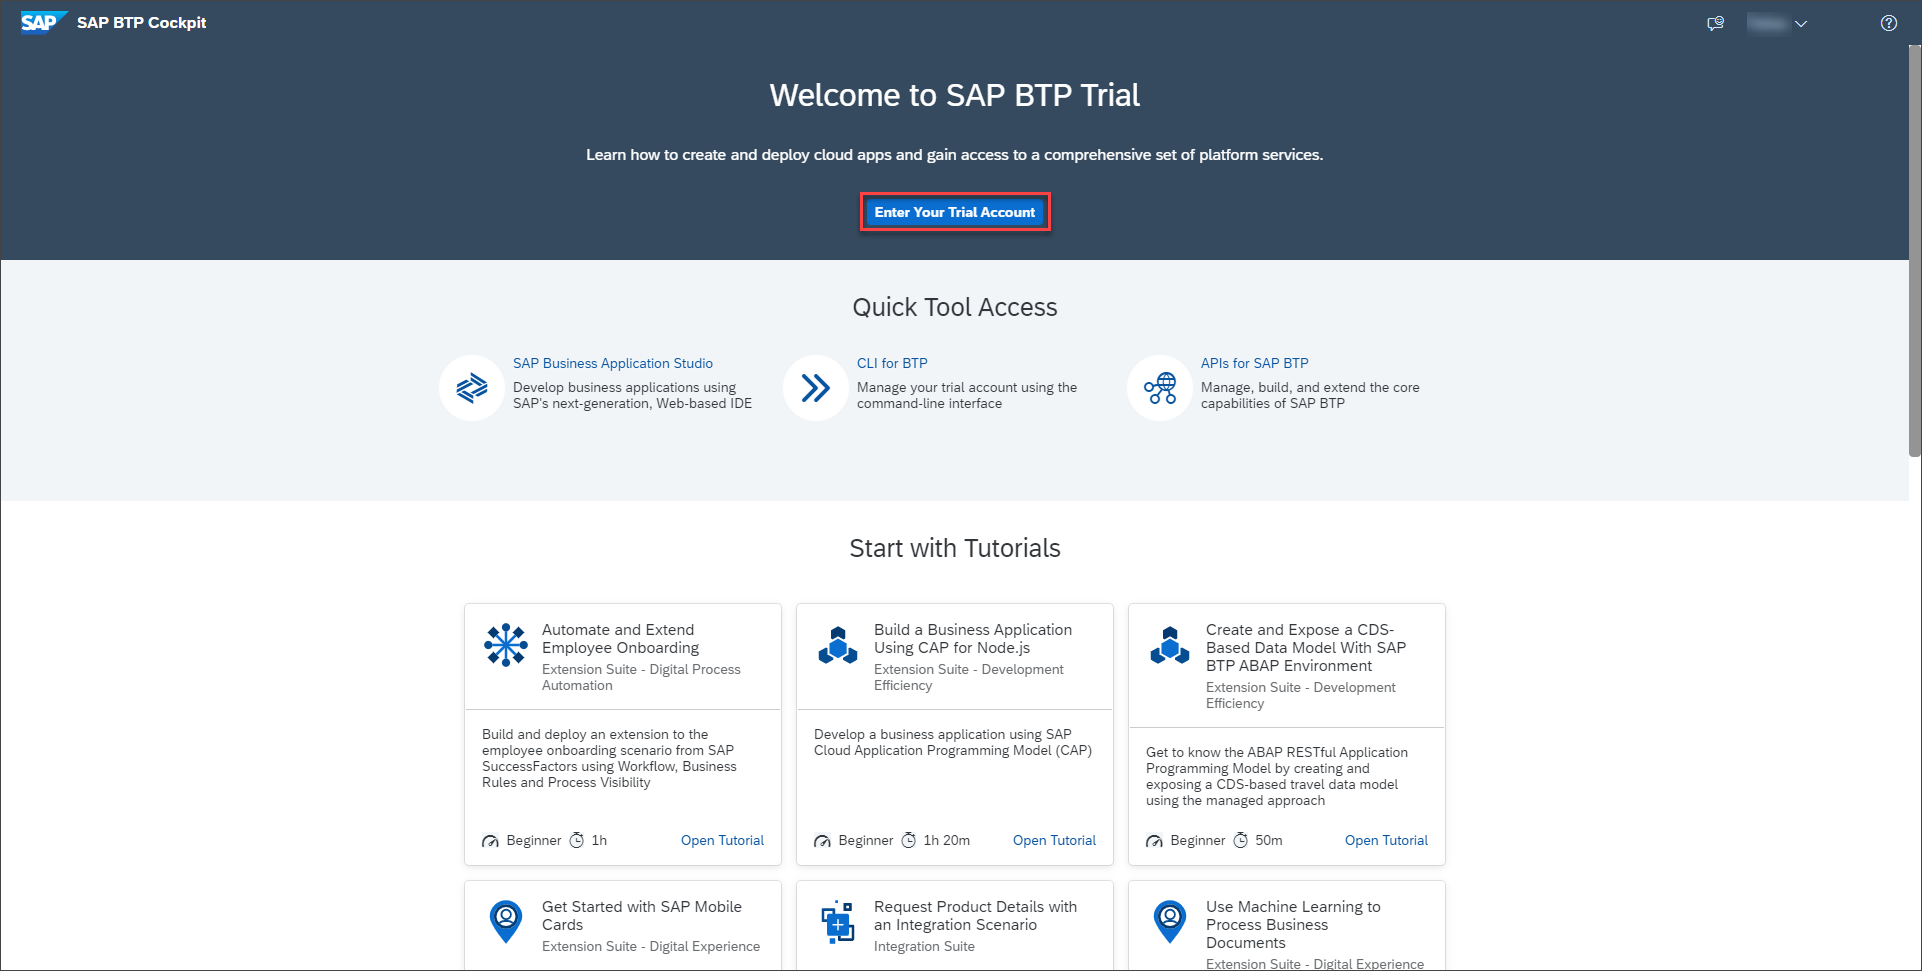 SAP SAP BTP Cockpit
Welcome to SAP BTP Trial
Learn how to create and deploy cloud apps and gain access to a comprehensive set of platform services.
Enter Your Trial Account
Quick Tool Access
SAP Business Application Studio
Develop business applications using
SAP's next-generation, Web-based IDE
CLI for BTP
Manage your trial account using the
command-line interface
APIs for SAP BTP
Manage, build, and extend the core
capabilities of SAP BTP
Start with Tutorials
Automate and Extend
Employee Onboarding
Extension Suite - Digital Process
Automation
Build and deploy an extension to the
employee onboarding scenario from SAP
SuccessFactors using Workflow, Business
Rules and Process Visibility
Beginner 1h Open Tutorial
Build a Business Application
Using CAP for Node.js
Extension Suite - Development
Efficiency
Develop a business application using SAP
Cloud Application Programming Model (CAP)
Beginner 1h 20m Open Tutorial
Create and Expose a CDS-
Based Data Model With SAP
BTP ABAP Environment
Extension Suite - Development
Efficiency
Get to know the ABAP RESTful Application
Programming Model by creating and
exposing a CDS-based travel data model
using the managed approach
Beginner 50m Open Tutorial
Get Started with SAP Mobile
Cards
Extension Suite - Digital Experience
Request Product Details with
an Integration Scenario
Integration Suite
Use Machine Learning to
Process Business
Documents
Extension Suite - Digital Experience